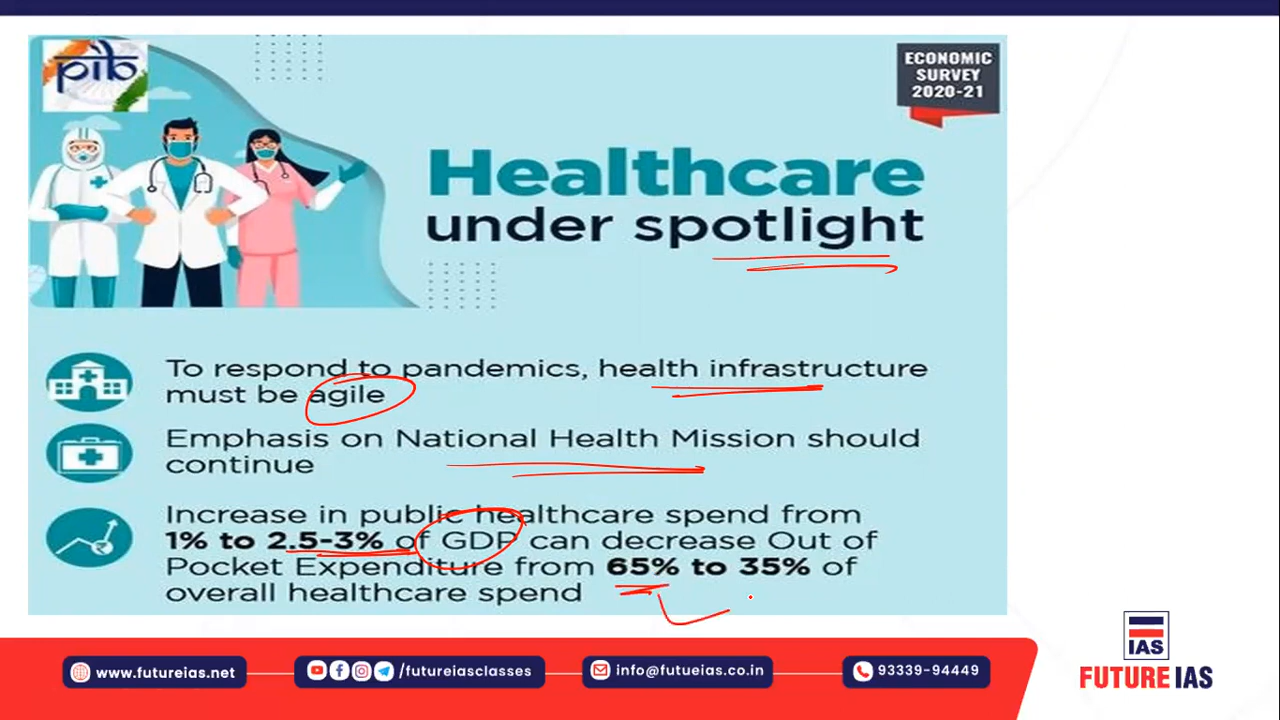 pib
ECONOMIC
SURVEY
2020-21
Healthcare
under spotlight
To respond to pandemics, health infrastructure
must be agile
Emphasis on National Health Mission should
continue
Increase in public healthcare spend from
1% to 2.5-3% of GDP can decrease Out of
Pocket Expenditure from 65% to 35% of
overall healthcare spend
www.futureias.net
/futureiasclasses
info@futueias.co.in
93339-94449
IAS
FUTURE IAS